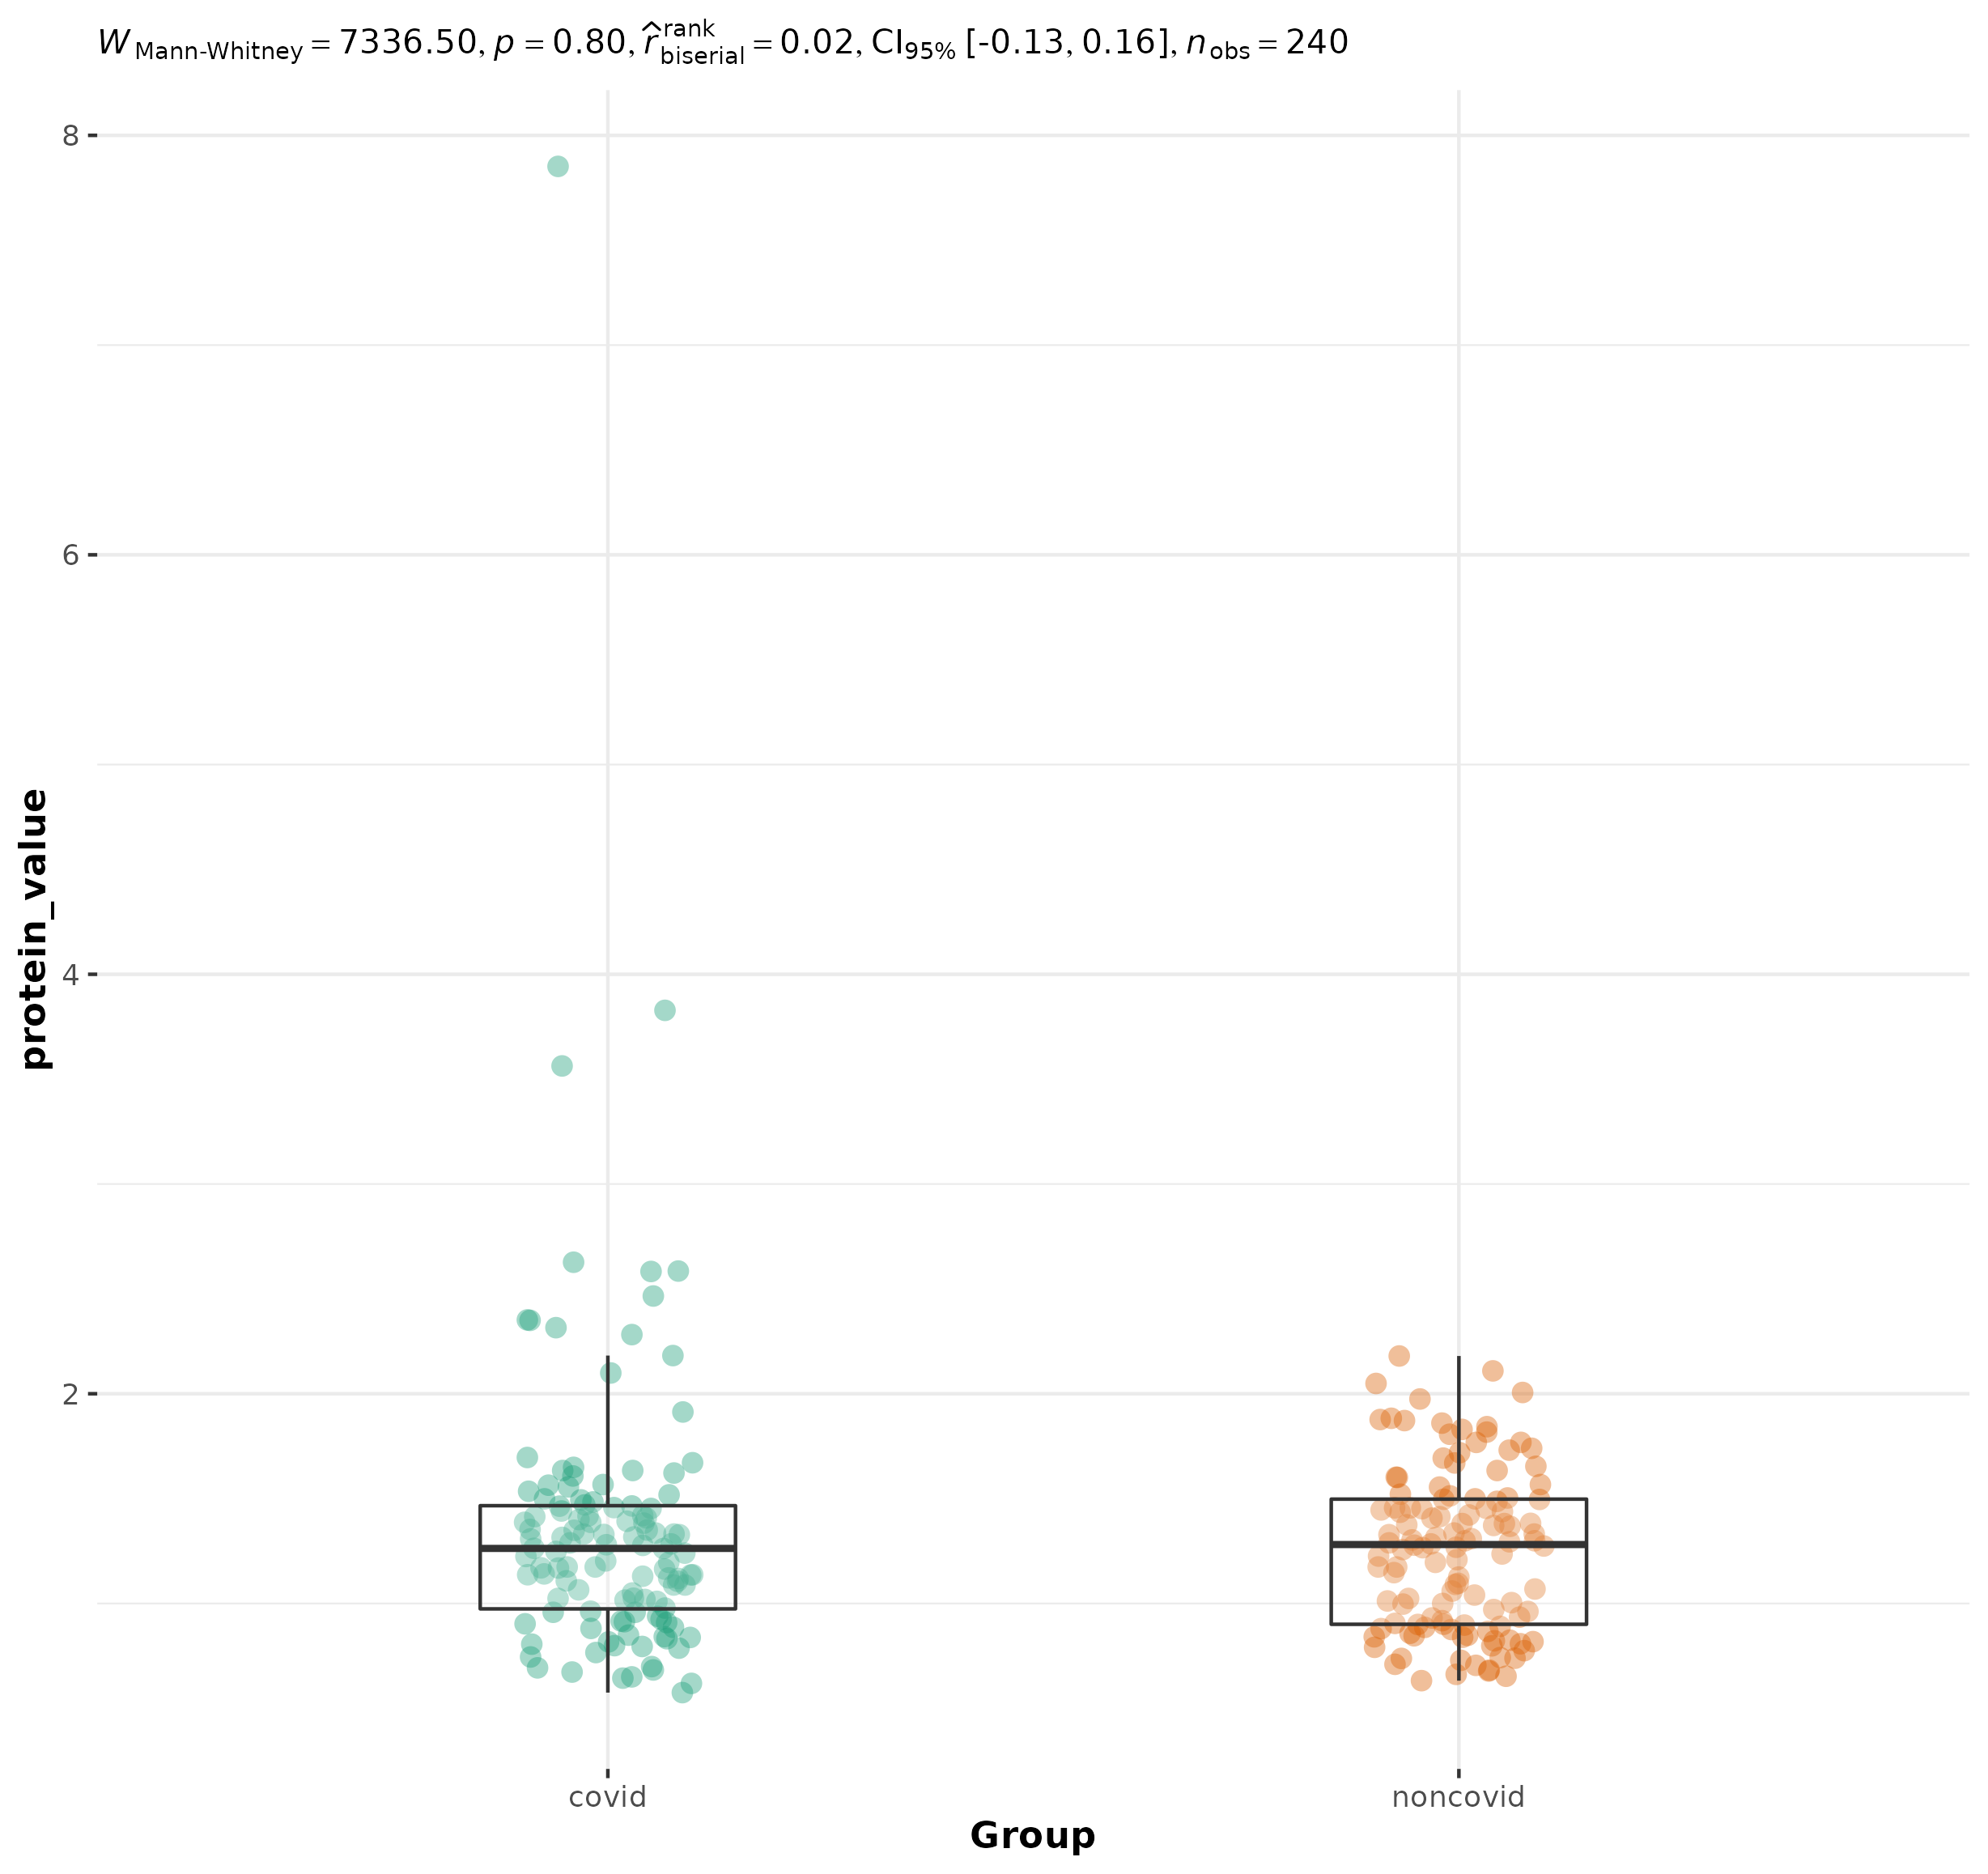 W Mann-Whitney = 7336.50, p = 0.80, r̂ rank biserial = 0.02, CI95% [-0.13, 0.16], nobs = 240
8
6
4
2
protein_value
covid
noncovid
Group